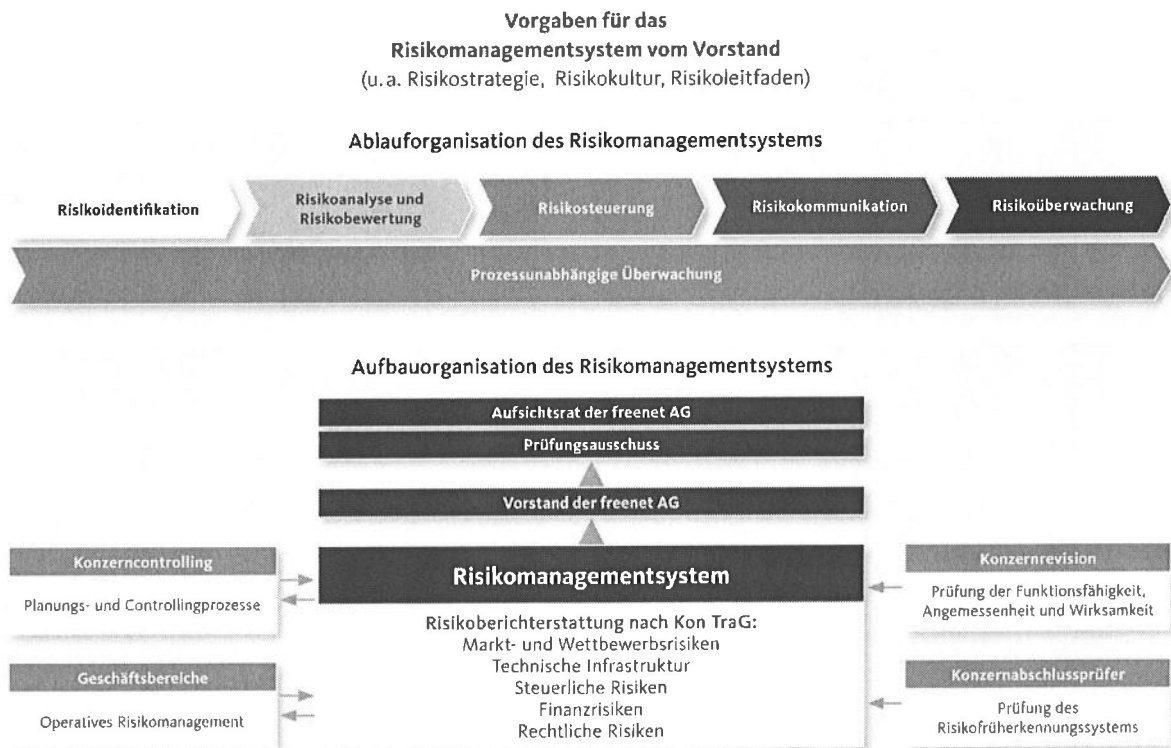 Vorgaben für das
Risikomanagementsystem vom Vorstand
(u. a. Risikostrategie, Risikokultur, Risikoleitfaden)
Ablauforganisation des Risikomanagementsystems
Risikoidentifikation
Risikoanalyse und
Risikobewertung
Risikosteuerung
Risikokommunikation
Risikoüberwachung
Prozessunabhängige Überwachung
Aufbauorganisation des Risikomanagementsystems
Aufsichtsrat der freenet AG
Prüfungsausschuss
Vorstand der freenet AG
Konzerncontrolling
Planungs- und Controllingprozesse
Geschäftsbereiche
Operatives Risikomanagement
Risikomanagementsystem
Risikoberichterstattung nach Kon TraG:
Markt- und Wettbewerbsrisiken
Technische Infrastruktur
Steuerliche Risiken
Finanzrisiken
Rechtliche Risiken
Konzernrevision
Prüfung der Funktionsfähigkeit,
Angemessenheit und Wirksamkeit
Konzernabschlussprüfer
Prüfung des
Risikofrüherkennungssystems